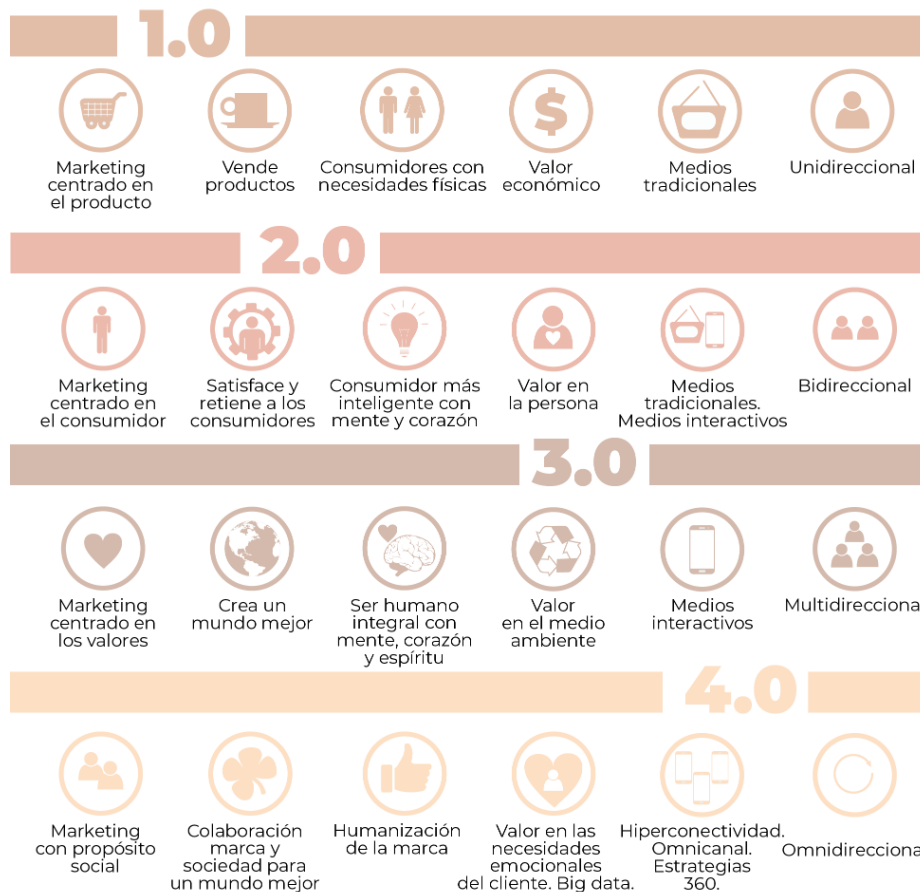 1.0
Marketing
centrado en
el producto
Vende
productos
Consumidores con
necesidades físicas
$
Valor
económico
Medios
tradicionales
Unidireccional
2.0
Marketing
centrado en
el consumidor
Satisface y
retiene a los
consumidores
Consumidor más
inteligente con
mente y corazón
Valor en
la persona
Medios
tradicionales.
Medios interactivos
Bidireccional
3.0
Marketing
centrado en
los valores
Crea un
mundo mejor
Ser humano
integral con
mente, corazón
y espíritu
Valor
en el medio
ambiente
Medios
interactivos
Multidirecciona
4.0
Marketing
con propósito
social
Colaboración
marca y
sociedad para
un mundo mejor
Humanización
de la marca
Valor en las
necesidades
emocionales
del cliente. Big data.
Hiperconectividad.
Omnicanal.
Estrategias
360.
Omnidirecciona